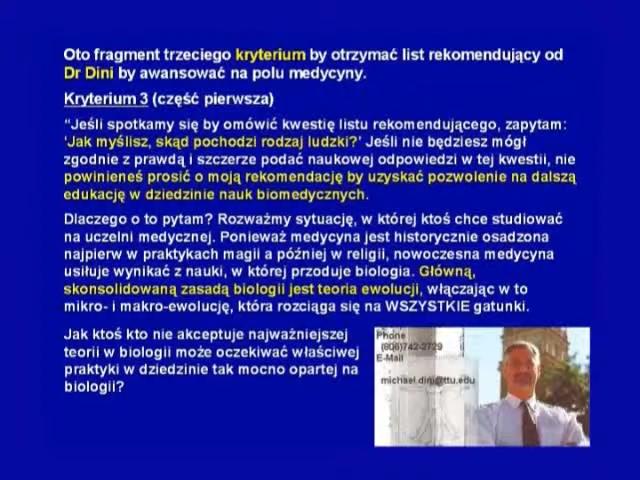 Oto fragment trzeciego kryterium by otrzymać list rekomendujący od
Dr Dini by awansować na polu medycyny.
Kryterium 3 (część pierwsza)
"Jeśli spotkamy się by omówić kwestię listu rekomendującego, zapytam:
'Jak myślisz, skąd pochodzi rodzaj ludzki?' Jeśli nie będziesz mógł
zgodnie z prawdą i szczerze podać naukowej odpowiedzi w tej kwestii, nie
powinieneś prosić o moją rekomendację by uzyskać pozwolenie na dalszą
edukację w dziedzinie nauk biomedycznych.
Dlaczego o to pytam? Rozważmy sytuację, w której ktoś chce studiować
na uczelni medycznej. Ponieważ medycyna jest historycznie osadzona
najpierw w praktykach magii a później w religii, nowoczesna medycyna
usiłuje wynikać z nauki, w której przoduje biologia. Główną,
skonsolidowaną zasadą biologii jest teoria ewolucji, włączając w to
mikro- i makro-ewolucję, która rozciąga się na WSZYSTKIE gatunki.
Jak ktoś kto nie akceptuje najważniejszej
teorii w biologii może oczekiwać właściwej
praktyki w dziedzinie tak mocno opartej na
biologii?
Phone
(806)742-2729
E-Mail
michael.dini@ttu.edu